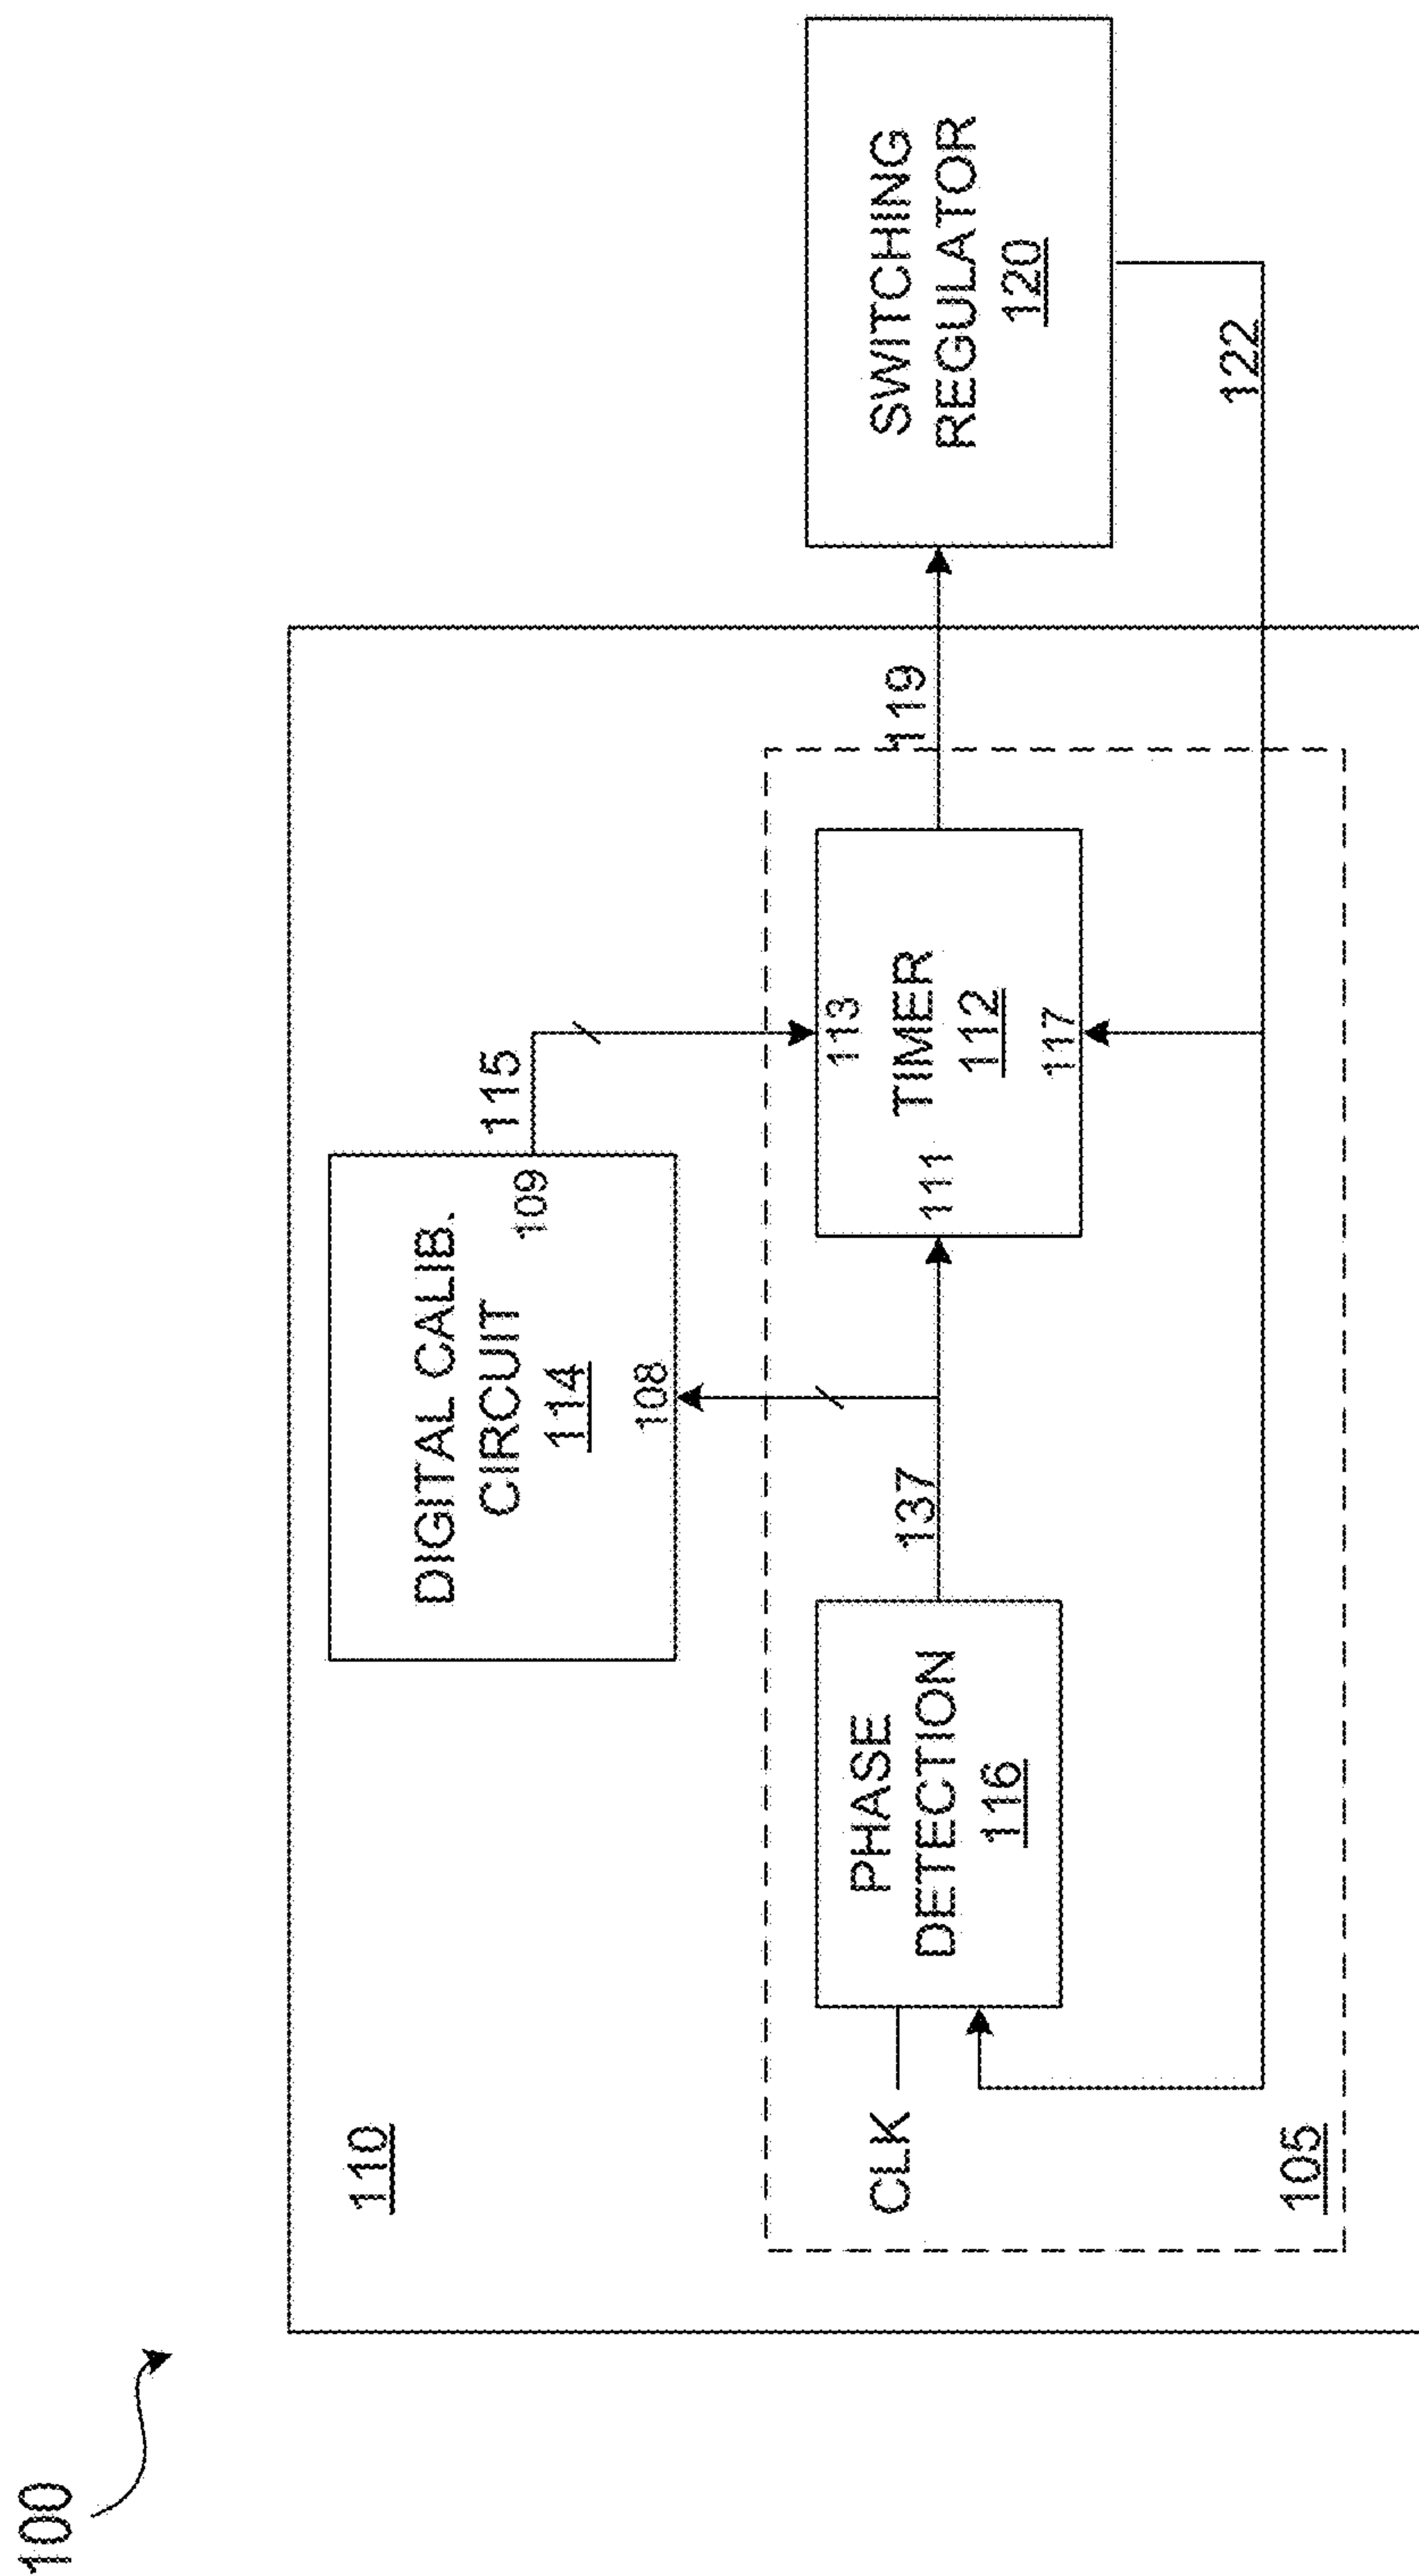 100
110
DIGITAL CALIB.
CIRCUIT
114
108
109
115
CLK
PHASE
DETECTION
116
137
111
TIMER
112
113
117
119
105
SWITCHING
REGULATOR
120
122